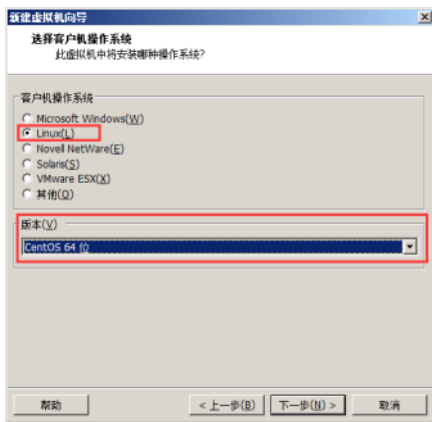 新建虚拟机向导
选择客户机操作系统
此虚拟机中将安装哪种操作系统?
客户机操作系统
Microsoft Windows(W)
Linux(L)
Novell NetWare(E)
Solaris(S)
VMware ESX(X)
其他(O)
版本(V)
CentOS 64 位
帮助
< 上一步(B)
下一步(N) >
取消